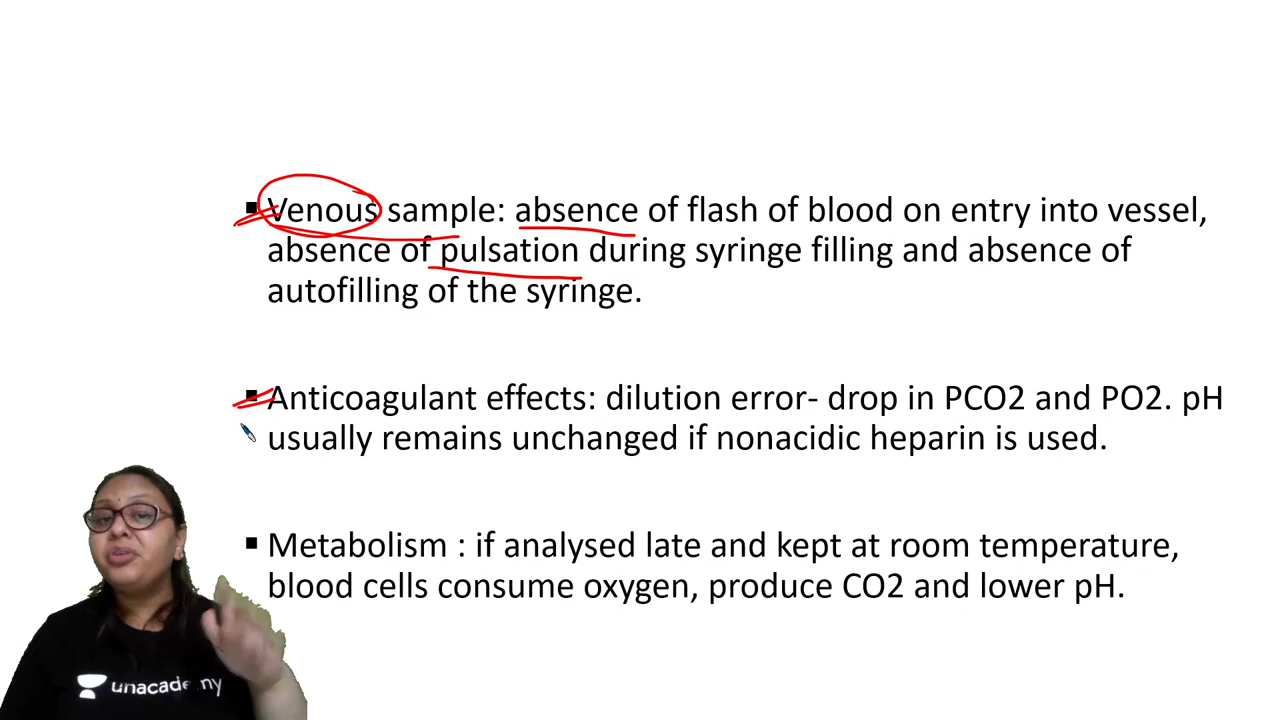 ▪ Venous sample: absence of flash of blood on entry into vessel,
absence of pulsation during syringe filling and absence of
autofilling of the syringe.
▪ Anticoagulant effects: dilution error- drop in PCO2 and PO2. pH
usually remains unchanged if nonacidic heparin is used.
▪ Metabolism : if analysed late and kept at room temperature,
blood cells consume oxygen, produce CO2 and lower pH.